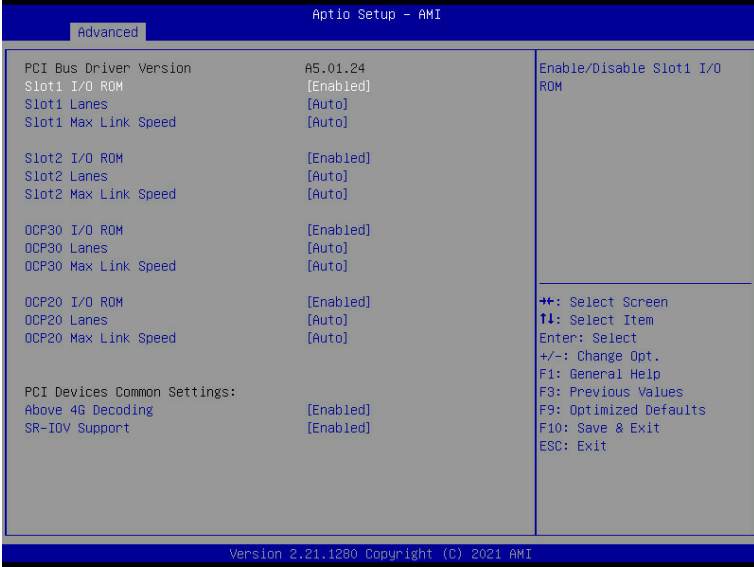 Aptio Setup – AMI
Advanced
PCI Bus Driver Version A5.01.24
Slot1 I/O ROM [Enabled]
Slot1 Lanes [Auto]
Slot1 Max Link Speed [Auto]
Slot2 I/O ROM [Enabled]
Slot2 Lanes [Auto]
Slot2 Max Link Speed [Auto]
OCP30 I/O ROM [Enabled]
OCP30 Lanes [Auto]
OCP30 Max Link Speed [Auto]
OCP20 I/O ROM [Enabled]
OCP20 Lanes [Auto]
OCP20 Max Link Speed [Auto]
PCI Devices Common Settings:
Above 4G Decoding [Enabled]
SR-IOV Support [Enabled]
Enable/Disable Slot1 I/O
ROM
→←: Select Screen
↑↓: Select Item
Enter: Select
+/-: Change Opt.
F1: General Help
F3: Previous Values
F9: Optimized Defaults
F10: Save & Exit
ESC: Exit
Version 2.21.1280 Copyright (C) 2021 AMI